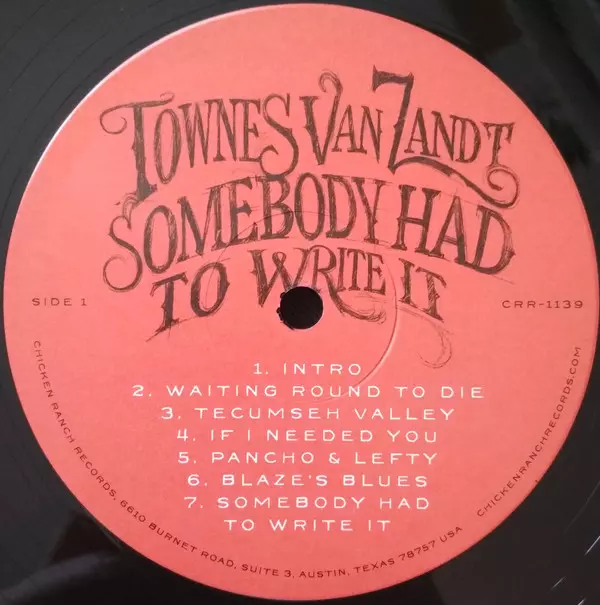 TOWNES VAN ZANDT
SOMEBODY HAD
TO WRITE IT
SIDE 1
CRR-1139
1. INTRO
2. WAITING ROUND TO DIE
3. TECUMSEH VALLEY
4. IF I NEEDED YOU
5. PANCHO & LEFTY
6. BLAZE'S BLUES
7. SOMEBODY HAD
TO WRITE IT
CHICKEN RANCH RECORDS, 6610 BURNET ROAD, SUITE 3, AUSTIN, TEXAS 78757 USA CHICKENRANCHRECORDS.COM